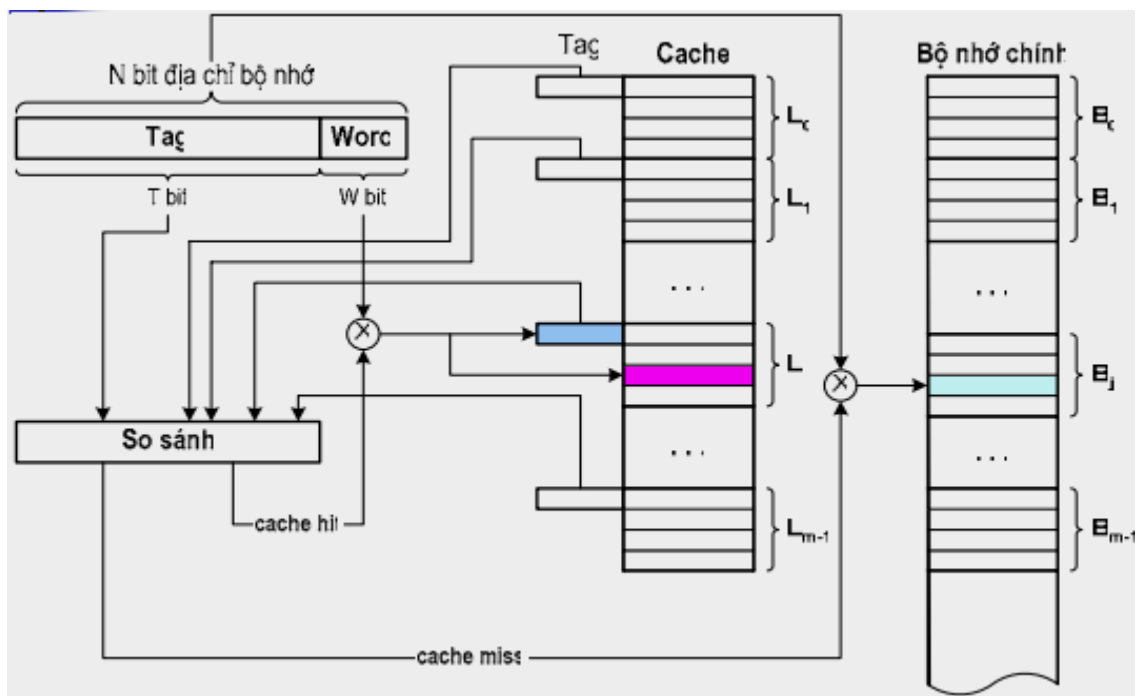 Tag
Cache
Bộ nhớ chính
N bit địa chỉ bộ nhớ
Tag
Word
T bit
W bit
L0
L1
...
L
...
Lm-1
B0
B1
...
Bj
...
Bm-1
So sánh
cache hit
cache miss